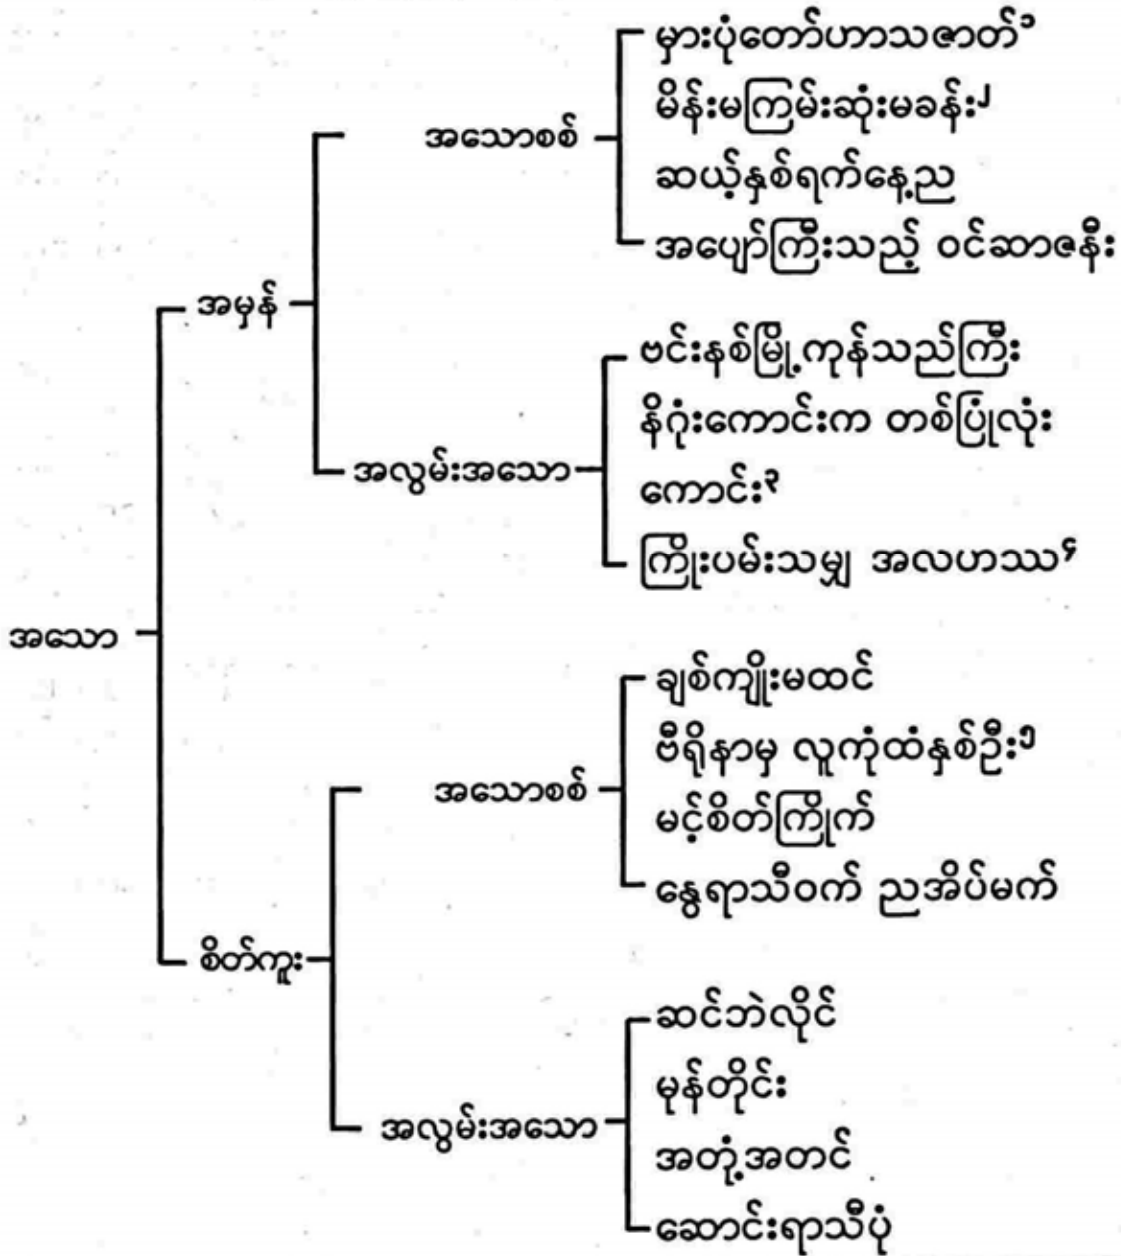 မှားပုံတော်ဟာသဇာတ်၁
မိန်းမကြမ်းဆုံးမခန်း၂
အသောစစ်
ဆယ့်နှစ်ရက်နေ့ည
အပျော်ကြီးသည့် ဝင်ဆာဇနီး
အမှန်
ဗင်းနစ်မြို့ကုန်သည်ကြီး
နိဂုံးကောင်းက တစ်ပြုံလုံး
အလွမ်းအသော
ကောင်း၃
ကြိုးပမ်းသမျှ အလဟဿ၄
အသော
ချစ်ကျိုးမထင်
ဗီရိုနာမှ လူကုံထံနှစ်ဦး၅
အသောစစ်
မင့်စိတ်ကြိုက်
နွေရာသီဝက် ညအိပ်မက်
စိတ်ကူး
ဆင်ဘဲလိုင်
မုန်တိုင်း
အလွမ်းအသော
အတုံ့အတင်
ဆောင်းရာသီပုံ